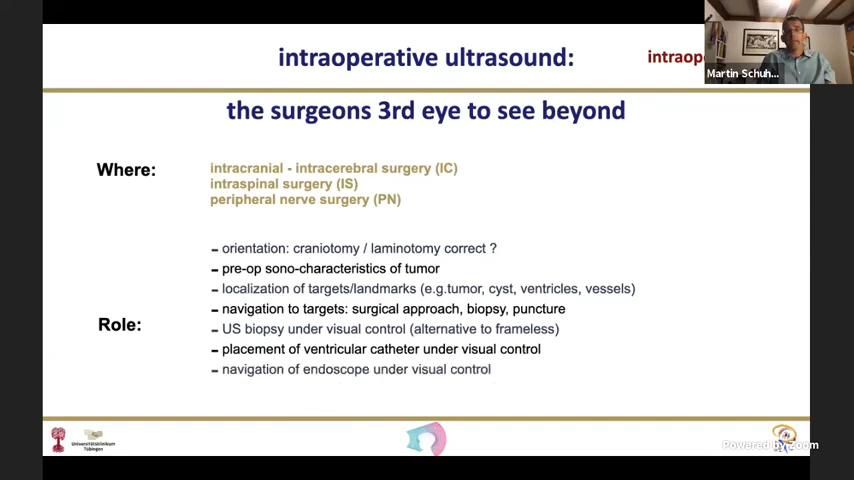 intraoperative ultrasound:
intraop
Martin Schuh...
the surgeons 3rd eye to see beyond
Where:
intracranial - intracerebral surgery (IC)
intraspinal surgery (IS)
peripheral nerve surgery (PN)
Role:
- orientation: craniotomy / laminotomy correct ?
- pre-op sono-characteristics of tumor
- localization of targets/landmarks (e.g.tumor, cyst, ventricles, vessels)
- navigation to targets: surgical approach, biopsy, puncture
- US biopsy under visual control (alternative to frameless)
- placement of ventricular catheter under visual control
- navigation of endoscope under visual control
Universitätsklinikum
Tübingen
Powered by Zoom